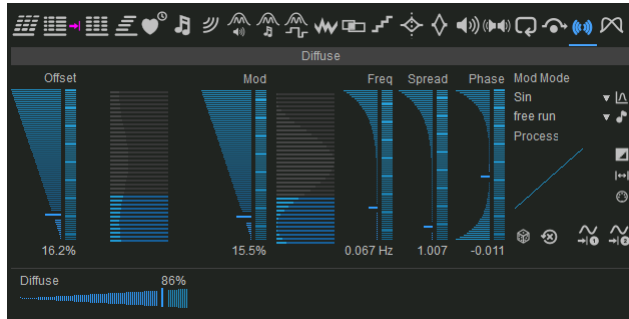 Diffuse
Offset Mod Freq Spread Phase Mod Mode
Sin
free run
Process
16.2% 15.5% 0.067 Hz 1.007 -0.011
Diffuse 86%